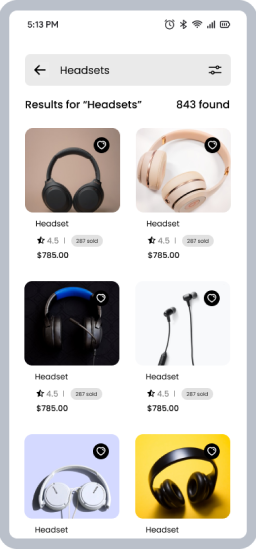 5:13 PM
Headsets
Results for “Headsets” 843 found
Headset Headset
4.5 | 287 sold 4.5 | 287 sold
$785.00 $785.00
Headset Headset
4.5 | 287 sold 4.5 | 287 sold
$785.00 $785.00
Headset Headset